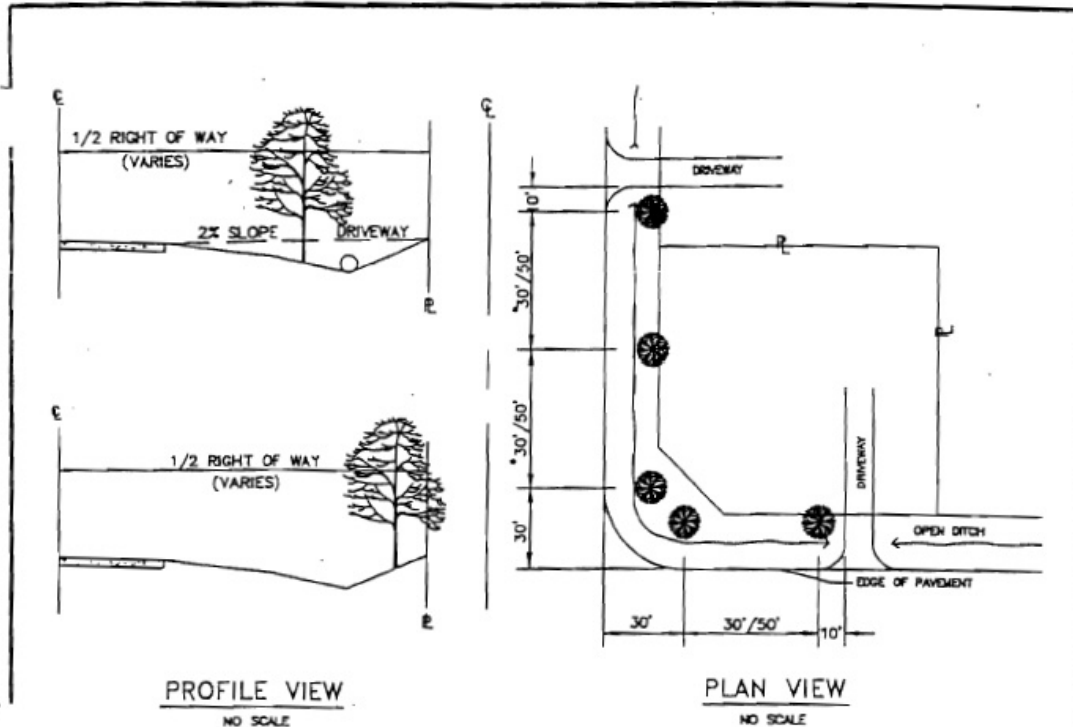 ℄
1/2 RIGHT OF WAY
(VARIES)
2% SLOPE
DRIVEWAY
℄
1/2 RIGHT OF WAY
(VARIES)
PROFILE VIEW
NO SCALE
℄
DRIVEWAY
10'
30'/50'
30'/50'
30'
DRIVEWAY
OPEN DITCH
EDGE OF PAVEMENT
30'
30'/50'
10'
PLAN VIEW
NO SCALE